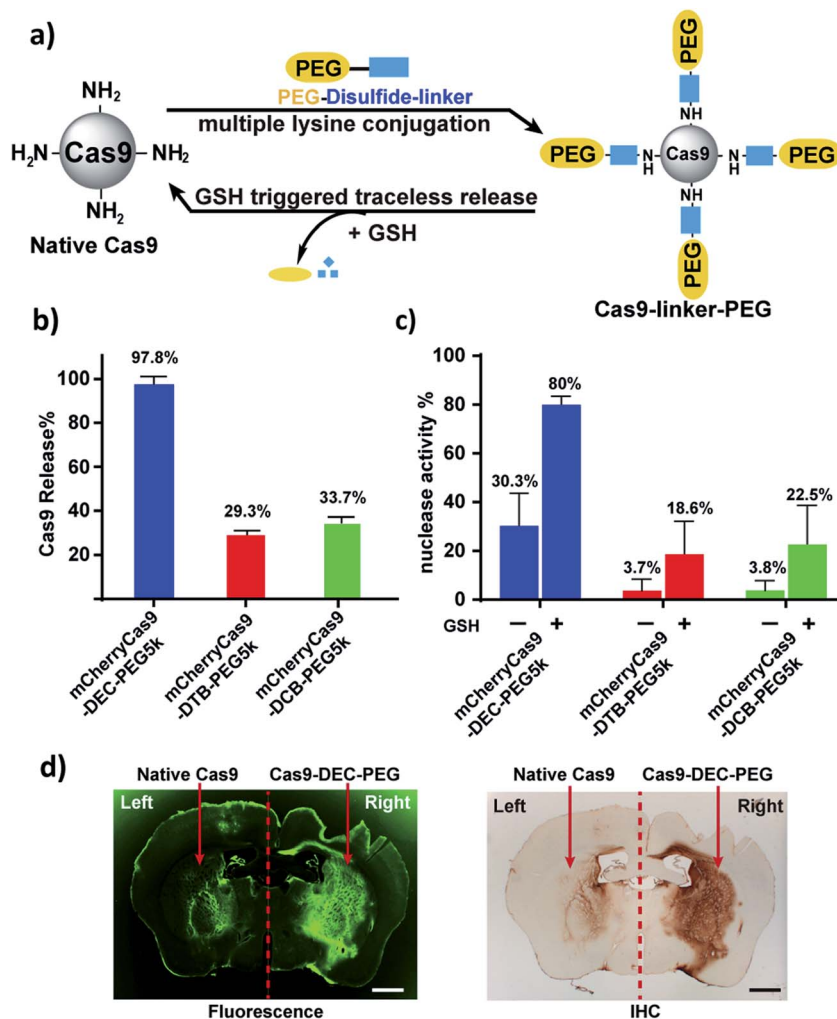 a)
PEG
PEG-Disulfide-linker
multiple lysine conjugation
GSH triggered traceless release
+ GSH
NH2
H2N
Cas9
NH2
NH2
Native Cas9
PEG
NH
PEG
N
H
Cas9
N
H
PEG
NH
PEG
Cas9-linker-PEG
b)
Cas9 Release%
100
80
60
40
20
97.8%
29.3%
33.7%
mCherryCas9
-DEC-PEG5k
mCherryCas9
-DTB-PEG5k
mCherryCas9
-DCB-PEG5k
c)
nuclease activity %
100
80
60
40
20
0
30.3%
80%
3.7%
18.6%
3.8%
22.5%
GSH
– + – + – +
mCherryCas9
-DEC-PEG5k
mCherryCas9
-DTB-PEG5k
mCherryCas9
-DCB-PEG5k
d)
Native Cas9
Cas9-DEC-PEG
Left
Right
Fluorescence
Native Cas9
Cas9-DEC-PEG
Left
Right
IHC